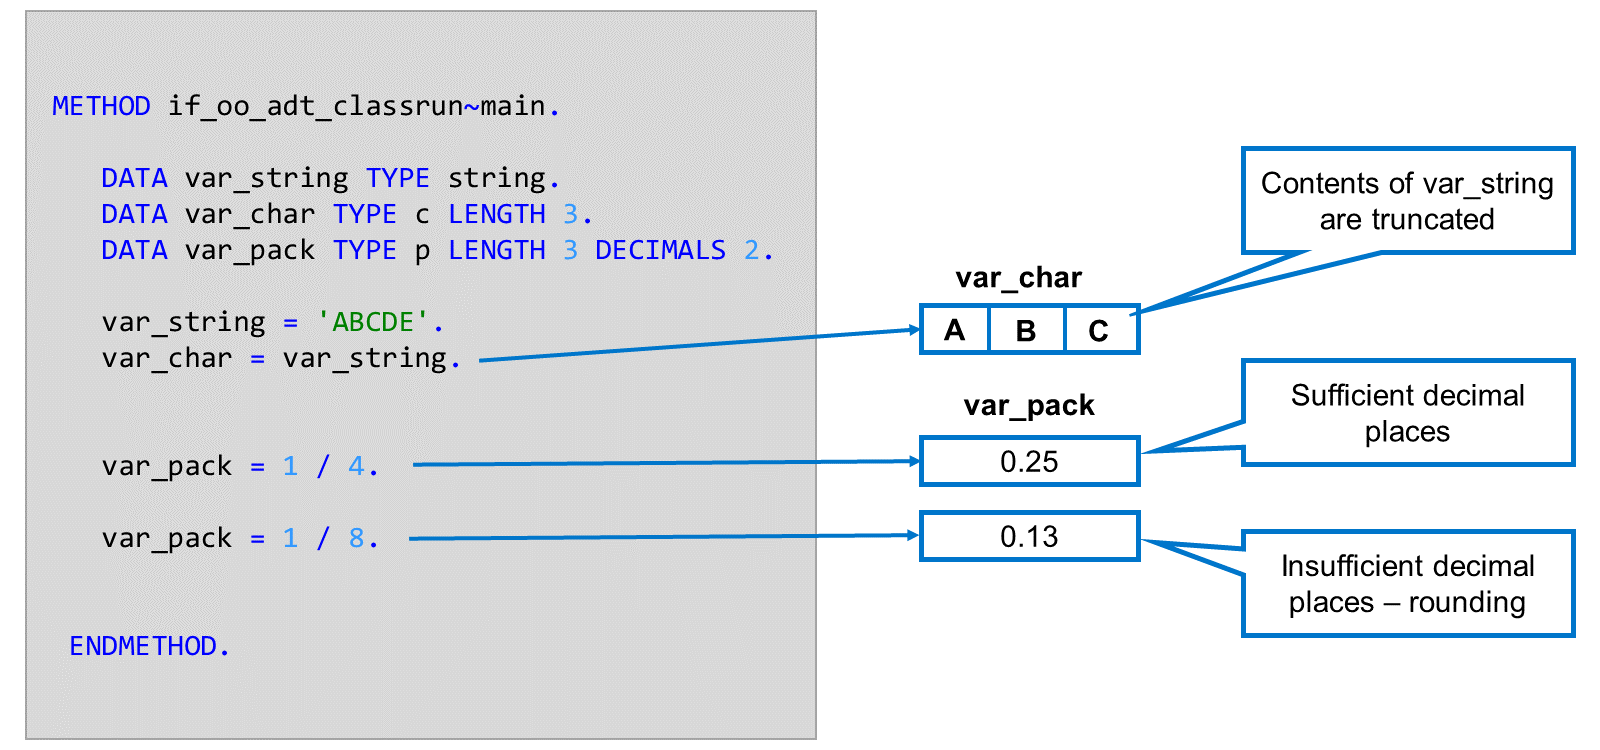 METHOD if_oo_adt_classrun~main.
DATA var_string TYPE string.
DATA var_char TYPE c LENGTH 3.
DATA var_pack TYPE p LENGTH 3 DECIMALS 2.
var_string = 'ABCDE'.
var_char = var_string.
var_pack = 1 / 4.
var_pack = 1 / 8.
ENDMETHOD.
var_char
A B C
var_pack
0.25
0.13
Contents of var_string
are truncated
Sufficient decimal
places
Insufficient decimal
places – rounding